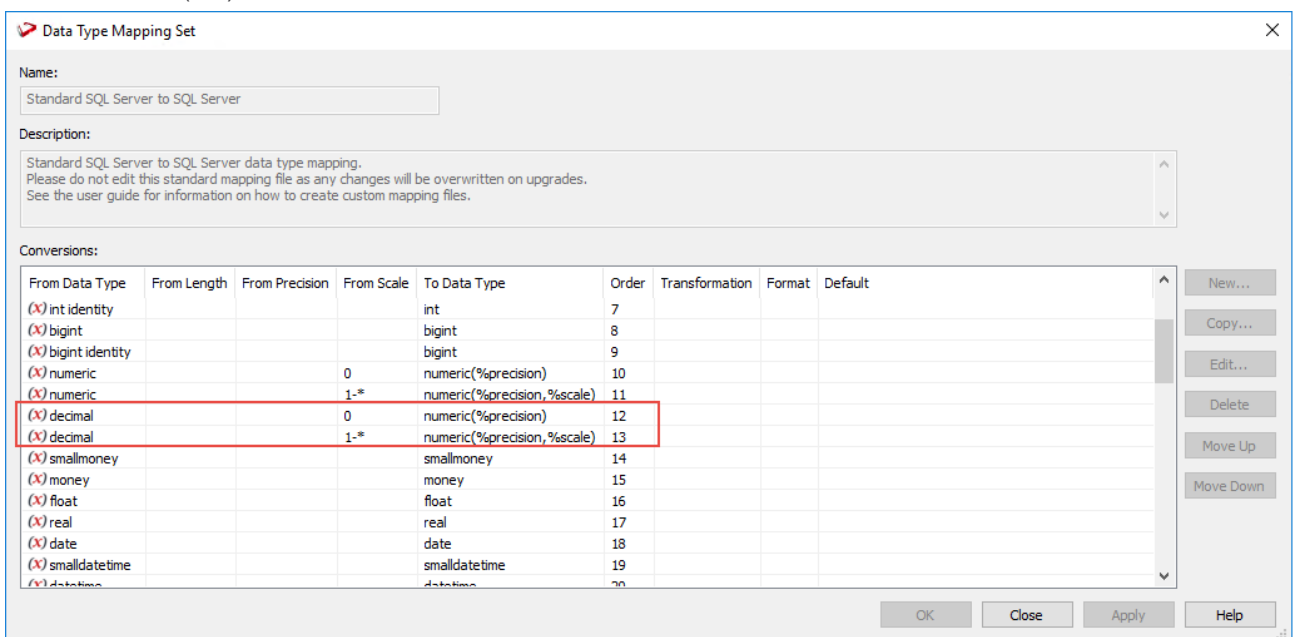 Data Type Mapping Set
Name:
Standard SQL Server to SQL Server
Description:
Standard SQL Server to SQL Server data type mapping.
Please do not edit this standard mapping file as any changes will be overwritten on upgrades.
See the user guide for information on how to create custom mapping files.
Conversions:
From Data Type From Length From Precision From Scale To Data Type Order Transformation Format Default
(x) int identity int 7
(x) bigint bigint 8
(x) bigint identity bigint 9
(x) numeric 0 numeric(%precision) 10
(x) numeric 1-* numeric(%precision,%scale) 11
(x) decimal 0 numeric(%precision) 12
(x) decimal 1-* numeric(%precision,%scale) 13
(x) smallmoney smallmoney 14
(x) money money 15
(x) float float 16
(x) real real 17
(x) date date 18
(x) smalldatetime smalldatetime 19
(x) datetime datetime 20
New...
Copy...
Edit...
Delete
Move Up
Move Down
OK Close Apply Help